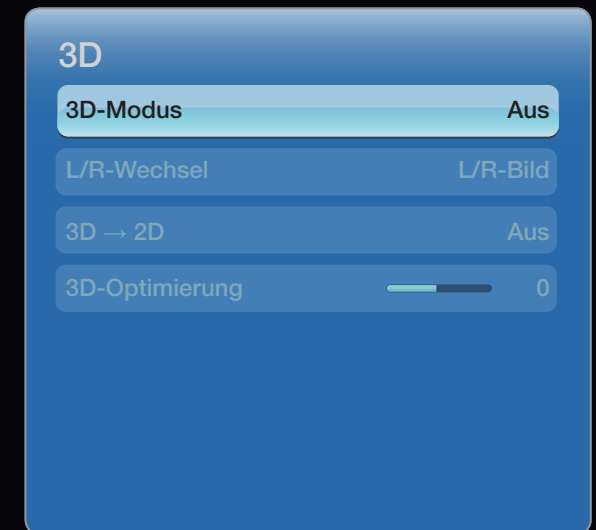 3D
3D-Modus Aus
L/R-Wechsel L/R-Bild
3D → 2D Aus
3D-Optimierung 0